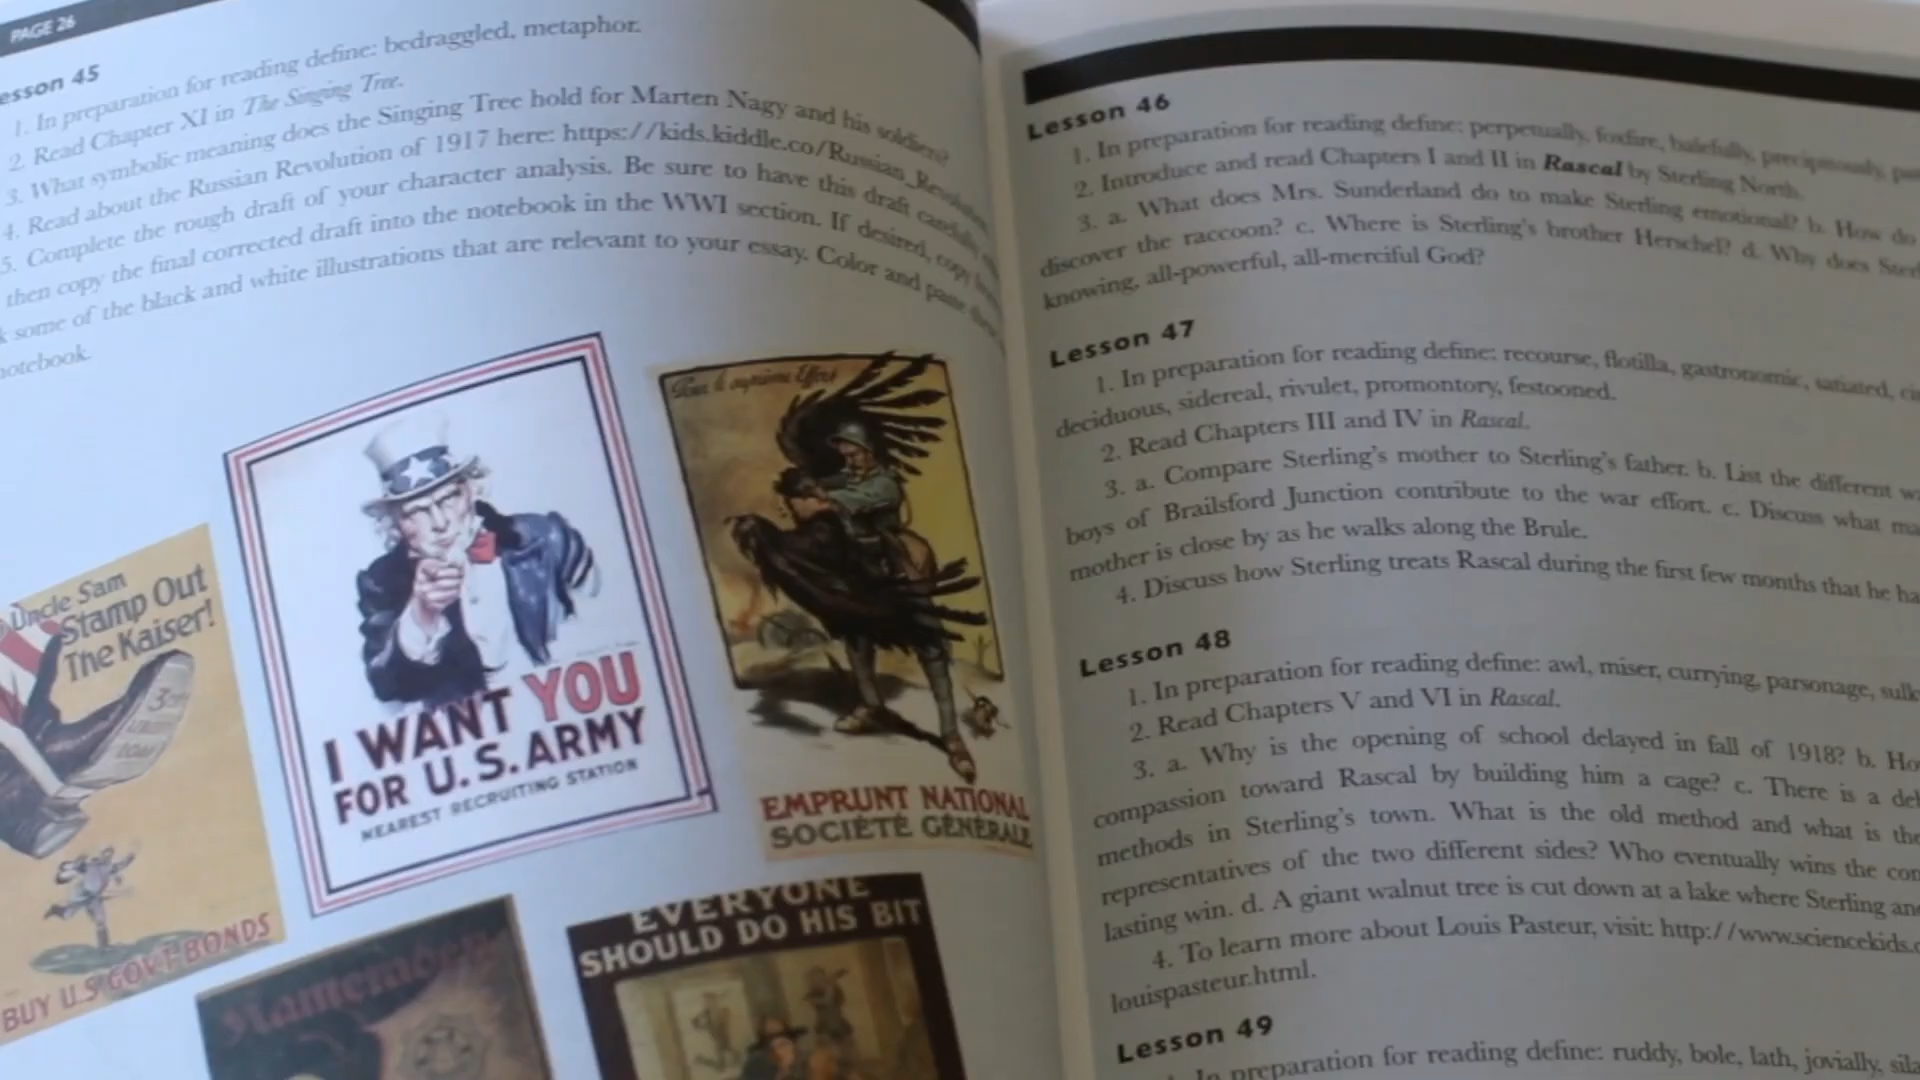 PAGE 26
esson 45
1. In preparation for reading define: bedraggled, metaphor.
2. Read Chapter XI in The Singing Tree.
3. What symbolic meaning does the Singing Tree hold for Marten Nagy and his soldiers?
4. Read about the Russian Revolution of 1917 here: https://kids.kiddle.co/Russian_Revolution
5. Complete the rough draft of your character analysis. Be sure to have this draft carefully
then copy the final corrected draft into the notebook in the WWI section. If desired, copy
k some of the black and white illustrations that are relevant to your essay. Color and paste
notebook.
Uncle Sam
Stamp Out
The Kaiser!
3rd
LIBERTY
LOAN
BUY U.S GOV'T BONDS
I WANT YOU
FOR U.S. ARMY
NEAREST RECRUITING STATION
Pour le suprême Effort
EMPRUNT NATIONAL
SOCIÉTÉ GÉNÉRALE
EVERYONE
SHOULD DO HIS BIT
Lesson 46
1. In preparation for reading define: perpetually, foxfire, balefully, precipitously,
2. Introduce and read Chapters I and II in Rascal by Sterling North.
3. a. What does Mrs. Sunderland do to make Sterling emotional? b. How do
discover the raccoon? c. Where is Sterling's brother Herschel? d. Why does
knowing, all-powerful, all-merciful God?
Lesson 47
1. In preparation for reading define: recourse, flotilla, gastronomic, satiated,
deciduous, sidereal, rivulet, promontory, festooned.
2. Read Chapters III and IV in Rascal.
3. a. Compare Sterling's mother to Sterling's father. b. List the different
boys of Brailsford Junction contribute to the war effort. c. Discuss what
mother is close by as he walks along the Brule.
4. Discuss how Sterling treats Rascal during the first few months that he ha
Lesson 48
1. In preparation for reading define: awl, miser, currying, parsonage, sulk
2. Read Chapters V and VI in Rascal.
3. a. Why is the opening of school delayed in fall of 1918? b. Ho
compassion toward Rascal by building him a cage? c. There is a
methods in Sterling's town. What is the old method and what is the
representatives of the two different sides? Who eventually wins the
lasting win. d. A giant walnut tree is cut down at a lake where Sterling
4. To learn more about Louis Pasteur, visit: http://www.sciencekids.
louispasteur.html.
Lesson 49
In preparation for reading define: ruddy, bole, lath, jovially,